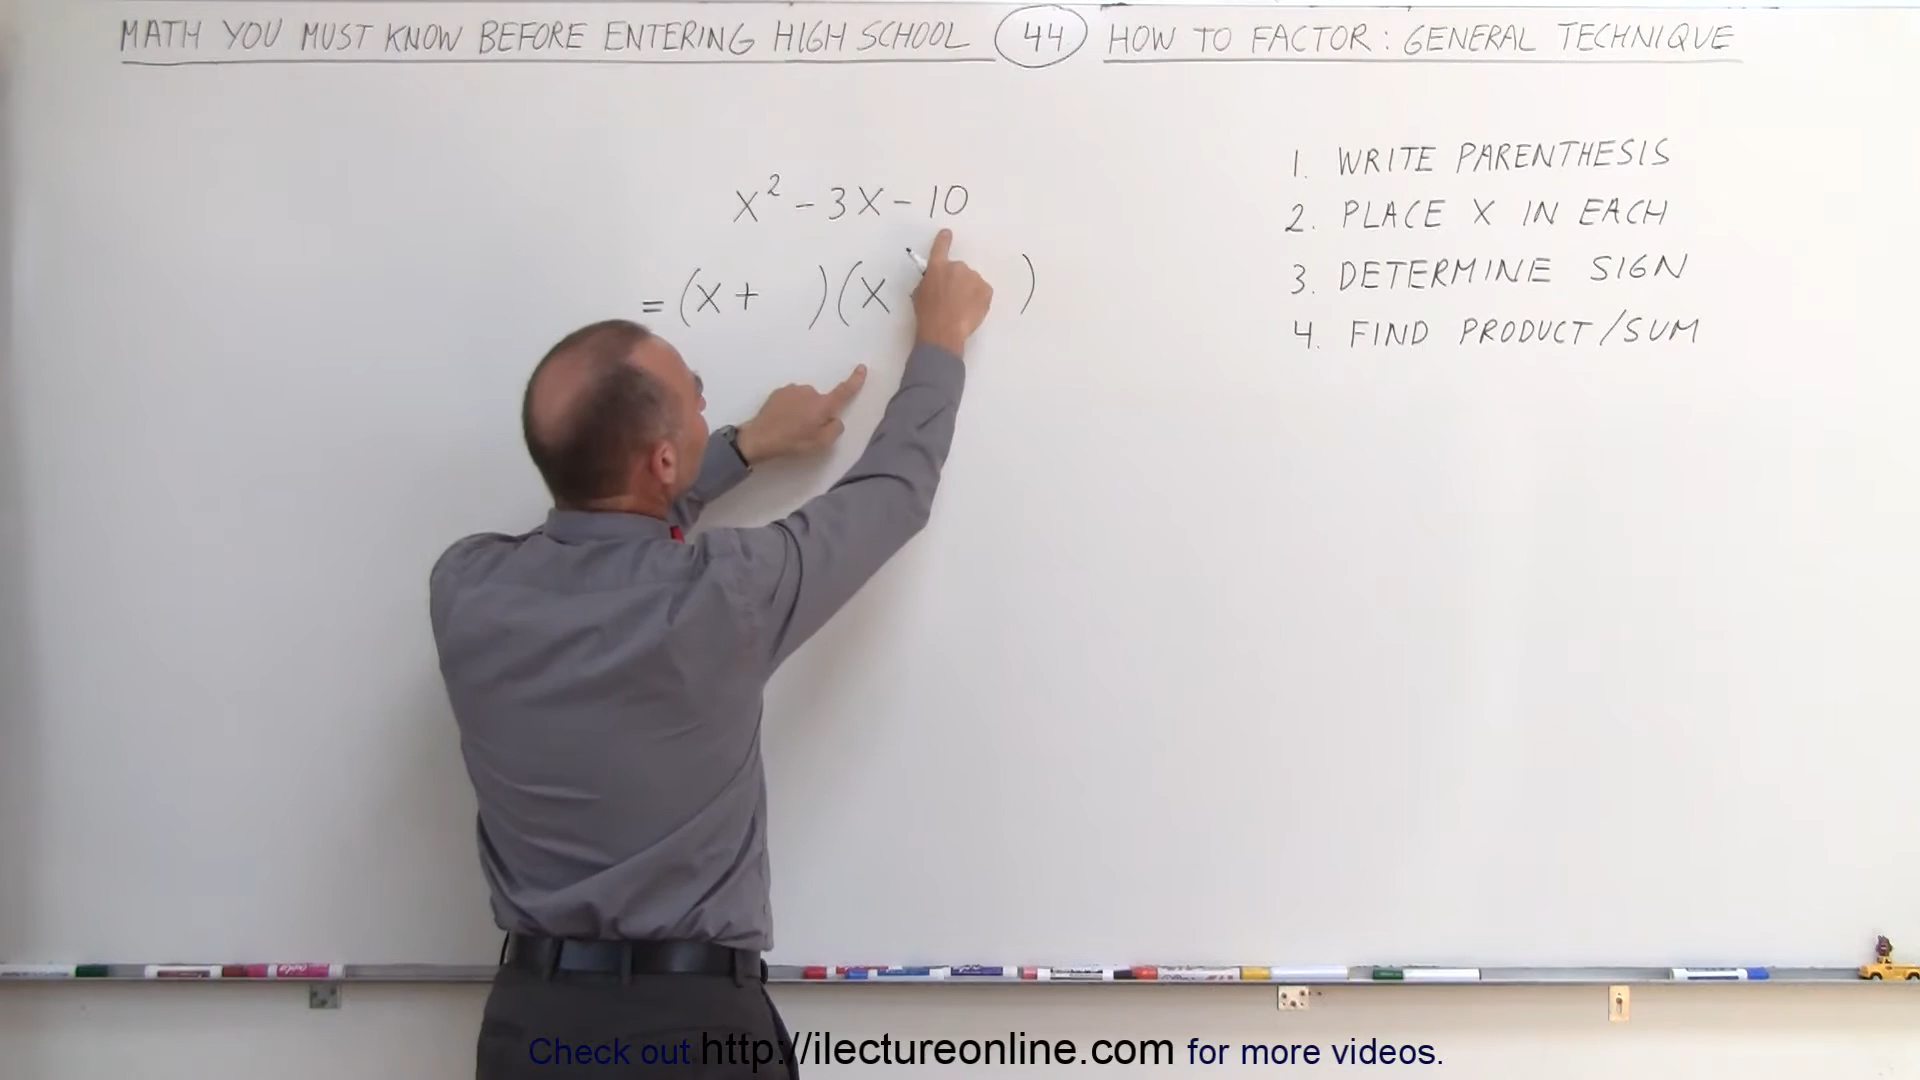 MATH YOU MUST KNOW BEFORE ENTERING HIGH SCHOOL 44 HOW TO FACTOR: GENERAL TECHNIQUE
x² - 3x - 10
= (x + )(x )
1. WRITE PARENTHESIS
2. PLACE X IN EACH
3. DETERMINE SIGN
4. FIND PRODUCT/SUM
Check out http://ilectureonline.com for more videos.